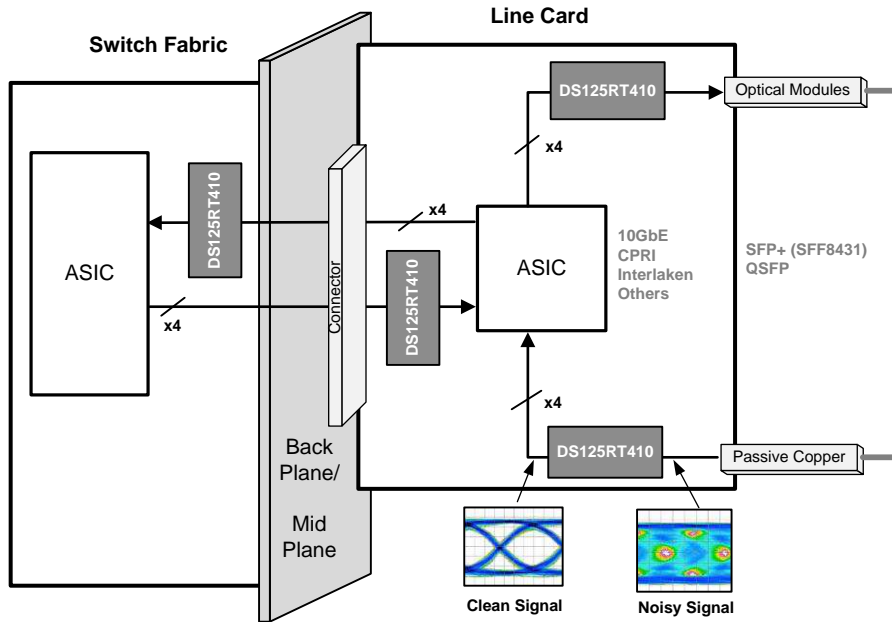 Line Card
Switch Fabric
DS125RT410
Optical Modules
x4
DS125RT410
x4
ASIC
ASIC
10GbE
CPRI
Interlaken
Others
SFP+ (SFF8431)
QSFP
DS125RT410
Connector
x4
x4
DS125RT410
Passive Copper
Back
Plane/
Mid
Plane
Clean Signal
Noisy Signal